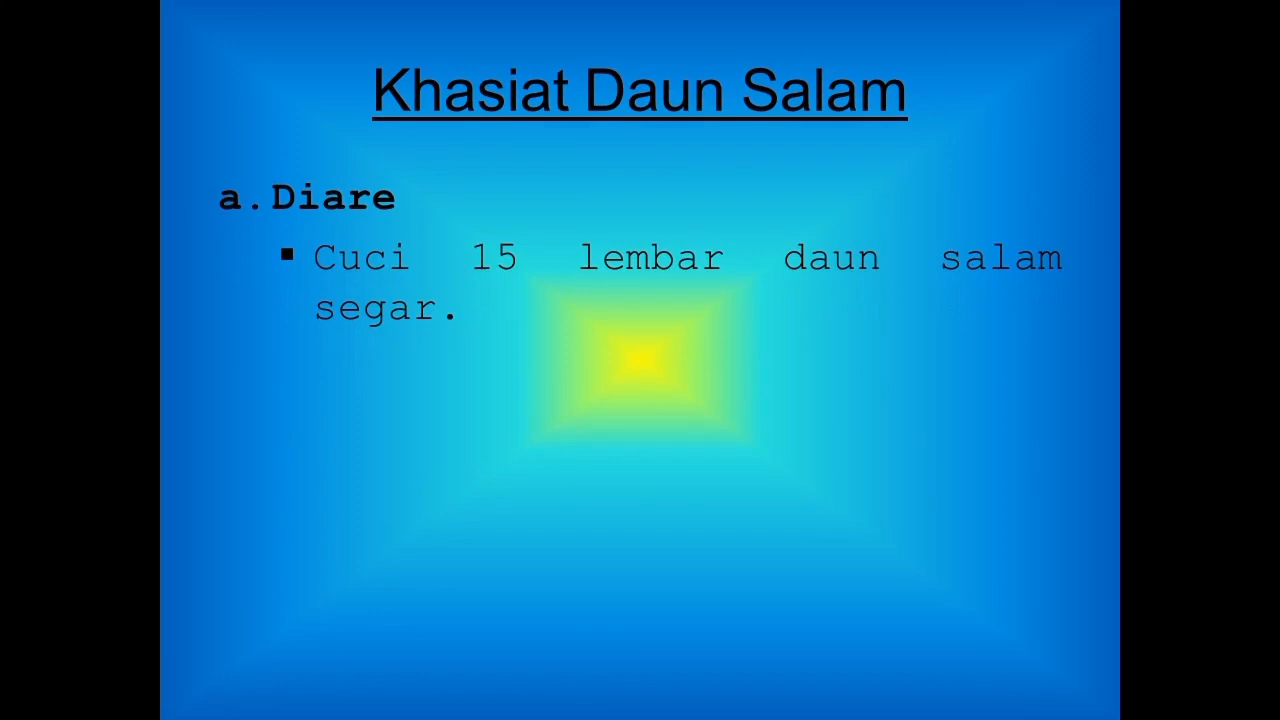 Khasiat Daun Salam
a. Diare
▪ Cuci 15 lembar daun salam
segar.